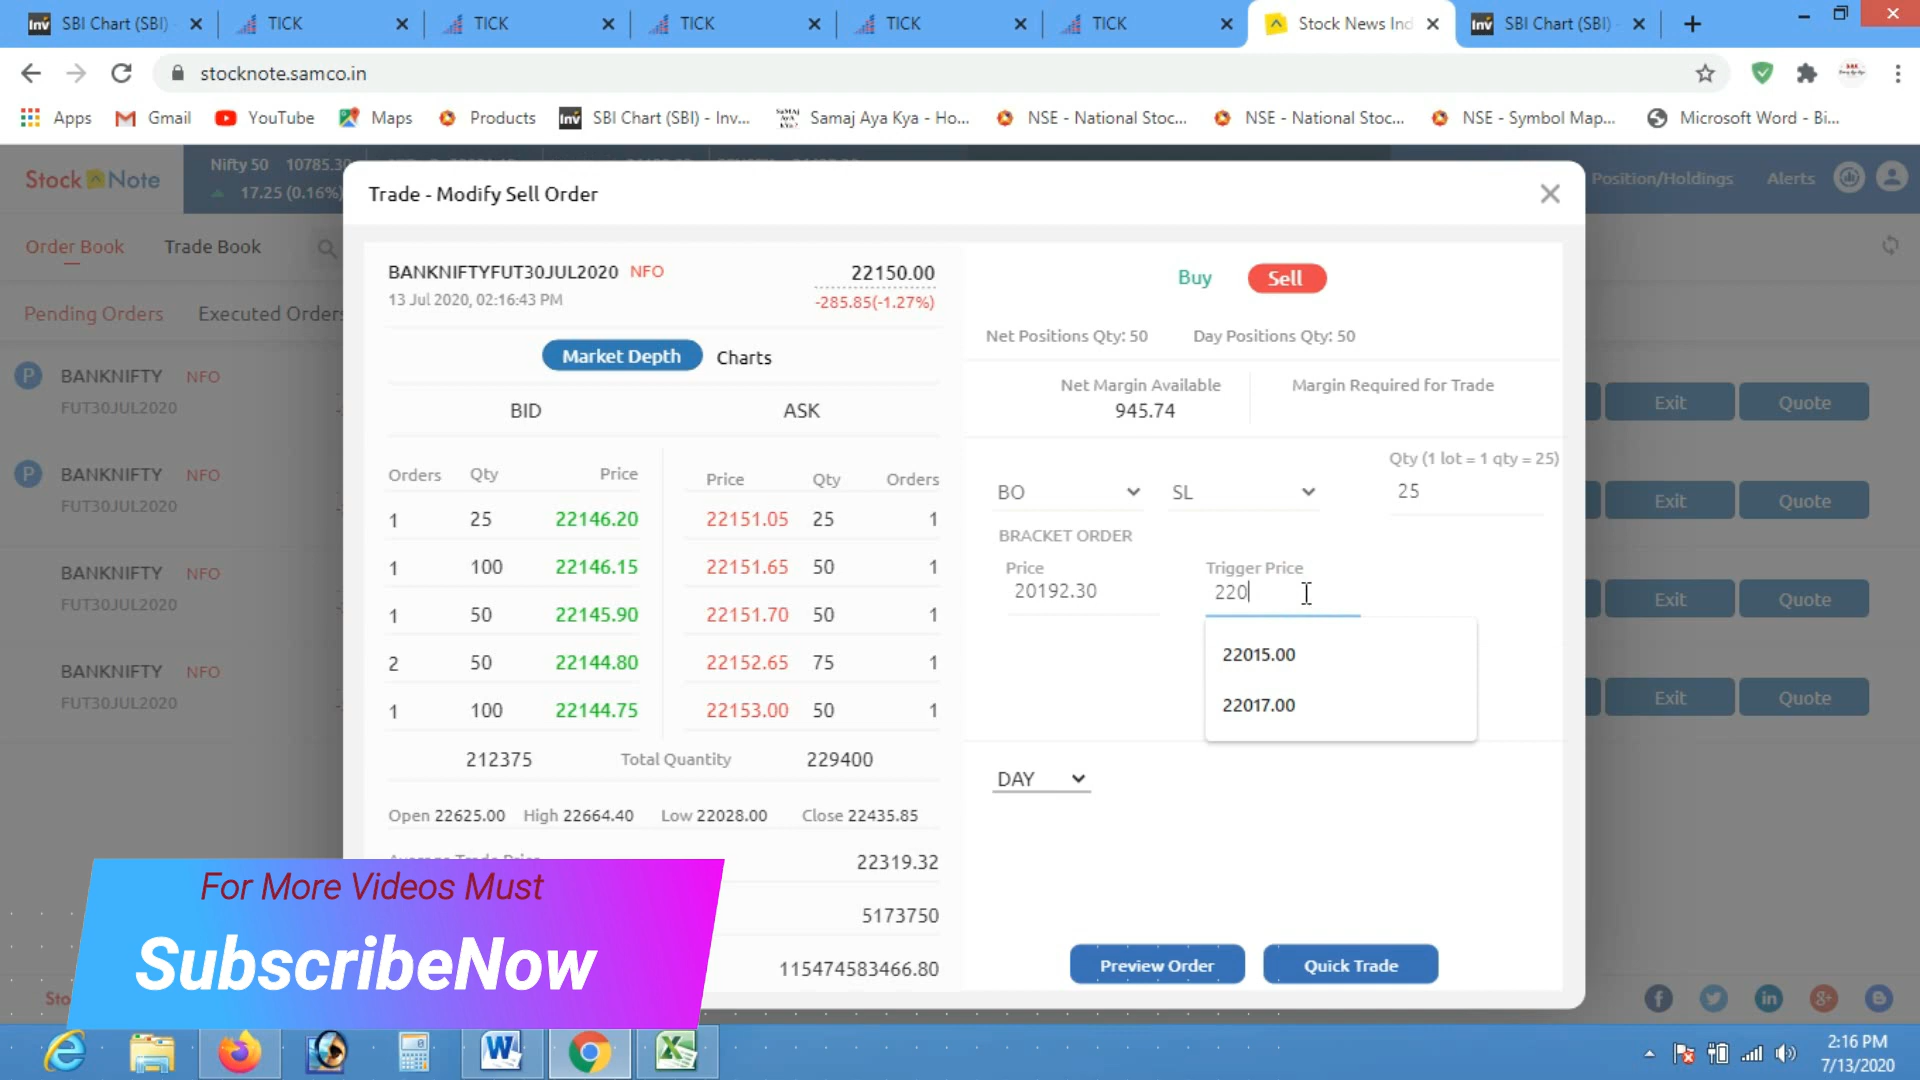 SBI Chart (SBI)
TICK
TICK
TICK
TICK
TICK
Stock News Ind
SBI Chart (SBI)
stocknote.samco.in
Apps
Gmail
YouTube
Maps
Products
SBI Chart (SBI) - Inv...
Samaj Aya Kya - Ho...
NSE - National Stoc...
NSE - National Stoc...
NSE - Symbol Map...
Microsoft Word - Bi...
StockNote
Nifty 50 10785.30
17.25 (0.16%)
Position/Holdings
Alerts
Order Book
Trade Book
Pending Orders
Executed Orders
P BANKNIFTY NFO
FUT30JUL2020
Exit
Quote
P BANKNIFTY NFO
FUT30JUL2020
Exit
Quote
BANKNIFTY NFO
FUT30JUL2020
Exit
Quote
BANKNIFTY NFO
FUT30JUL2020
Exit
Quote
Trade - Modify Sell Order
BANKNIFTYFUT30JUL2020 NFO 22150.00
13 Jul 2020, 02:16:43 PM -285.85(-1.27%)
Market Depth Charts
BID ASK
Orders Qty Price Price Qty Orders
1 25 22146.20 22151.05 25 1
1 100 22146.15 22151.65 50 1
1 50 22145.90 22151.70 50 1
2 50 22144.80 22152.65 75 1
1 100 22144.75 22153.00 50 1
212375 Total Quantity 229400
Open 22625.00 High 22664.40 Low 22028.00 Close 22435.85
Average Trade Price 22319.32
5173750
115474583466.80
Buy Sell
Net Positions Qty: 50 Day Positions Qty: 50
Net Margin Available Margin Required for Trade
945.74
Qty (1 lot = 1 qty = 25)
BO SL 25
BRACKET ORDER
Price Trigger Price
20192.30 220
22015.00
22017.00
DAY
Preview Order Quick Trade
For More Videos Must
SubscribeNow
Sto
2:16 PM
7/13/2020